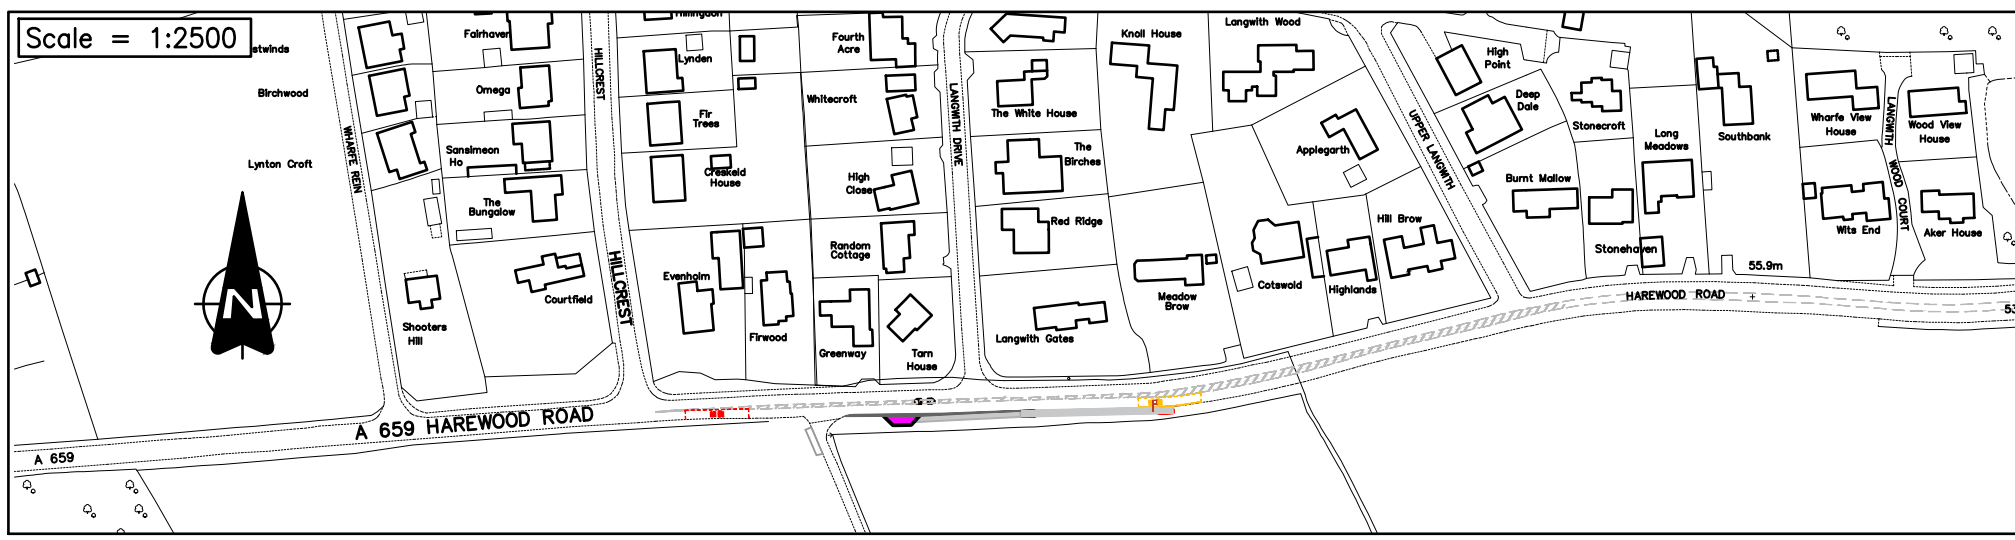 Scale = 1:2500
stwinds
Birchwood
Lynton Croft
WHARFE REIN
Fairhaven
Omega
Sansimeon
Ho
The
Bungalow
Shooters
Hill
Courtfield
HILLCREST
HILLCREST
Hillingdon
Lynden
Fir
Trees
Creskeld
House
Evenholm
Firwood
Fourth
Acre
Whitecroft
High
Close
Random
Cottage
Greenway
Tarn
House
LANGWITH DRIVE
The White House
The
Birches
Red Ridge
Langwith Gates
Knoll House
Meadow
Brow
Langwith Wood
Applegarth
Cotswold
Highlands
Hill Brow
UPPER LANGWITH
High
Point
Deep
Dale
Burnt Mallow
Stonecroft
Stonehaven
Long
Meadows
Southbank
55.9m
HAREWOOD ROAD
Wharfe View
House
Wits End
LANGWITH WOOD COURT
Wood View
House
Aker House
53
A 659 HAREWOOD ROAD
A 659
N